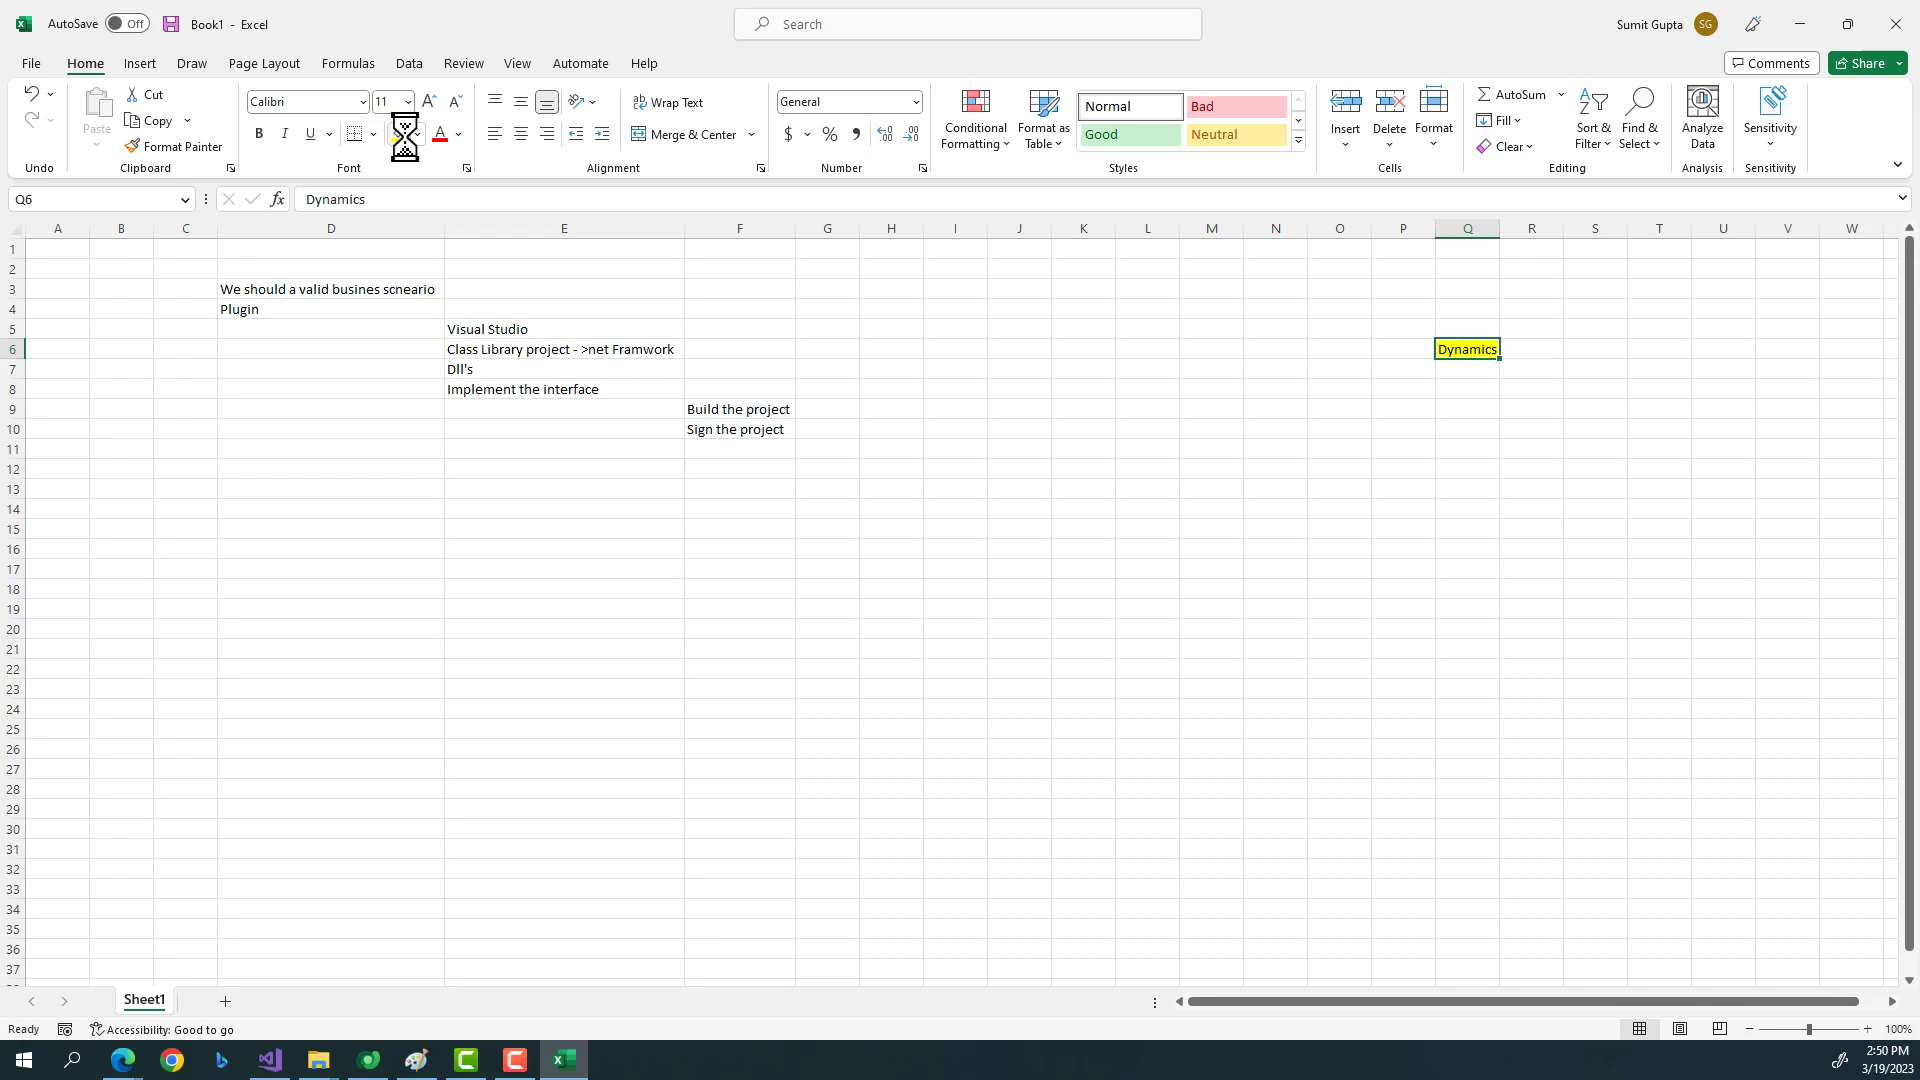 AutoSave Off Book1 - Excel Search Sumit Gupta SG
File Home Insert Draw Page Layout Formulas Data Review View Automate Help Comments Share
Undo
Paste
Cut
Copy
Format Painter
Clipboard
Calibri 11
B I U A
Font
Wrap Text
Merge & Center
Alignment
General
$ % 9
Number
Conditional Formatting
Format as Table
Normal Bad
Good Neutral
Styles
Insert Delete Format
Cells
AutoSum
Fill
Clear
Sort & Filter
Find & Select
Editing
Analyze Data
Analysis
Sensitivity
Sensitivity
Q6 fx Dynamics
A B C D E F G H I J K L M N O P Q R S T U V W
1
2
3 We should a valid busines scneario
4 Plugin
5 Visual Studio
6 Class Library project - >net Framwork Dynamics
7 Dll's
8 Implement the interface
9 Build the project
10 Sign the project
11
12
13
14
15
16
17
18
19
20
21
22
23
24
25
26
27
28
29
30
31
32
33
34
35
36
37
Sheet1
Ready Accessibility: Good to go 100%
2:50 PM
3/19/2023